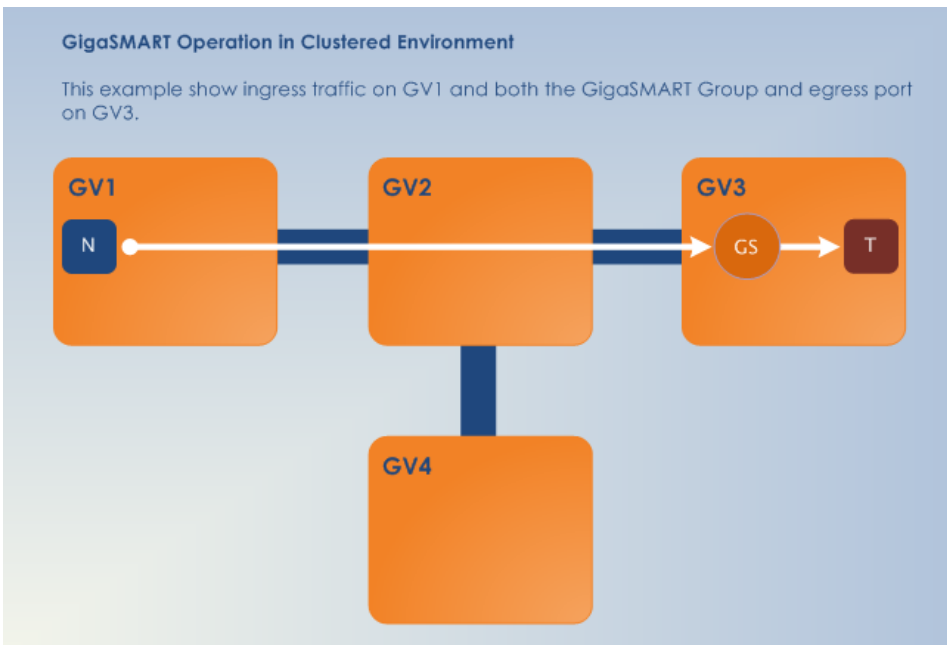 GigaSMART Operation in Clustered Environment
This example show ingress traffic on GV1 and both the GigaSMART Group and egress port
on GV3.
GV1
GV2
GV3
N
GS
T
GV4